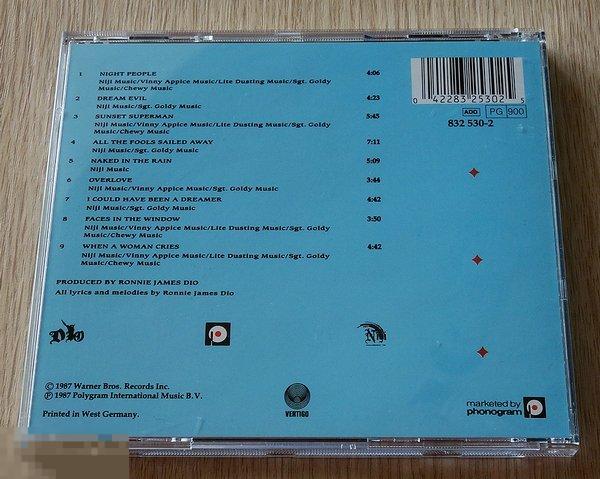 1 NIGHT PEOPLE 4:06
Niji Music/Vinny Appice Music/Lite Dusting Music/Sgt. Goldy
Music/Chewy Music
2 DREAM EVIL 4:23
Niji Music/Sgt. Goldy Music
3 SUNSET SUPERMAN 5:45
Niji Music/Vinny Appice Music/Lite Dusting Music/Sgt. Goldy
Music/Chewy Music
4 ALL THE FOOLS SAILED AWAY 7:11
Niji Music/Sgt. Goldy Music
5 NAKED IN THE RAIN 5:09
Niji Music
6 OVERLOVE 3:44
Niji Music/Vinny Appice Music/Sgt. Goldy Music
7 I COULD HAVE BEEN A DREAMER 4:42
Niji Music/Sgt. Goldy Music
8 FACES IN THE WINDOW 3:50
Niji Music/Vinny Appice Music/Lite Dusting Music/Sgt. Goldy
Music/Chewy Music
9 WHEN A WOMAN CRIES 4:42
Niji Music/Vinny Appice Music/Lite Dusting Music/Sgt. Goldy
Music/Chewy Music
PRODUCED BY RONNIE JAMES DIO
All lyrics and melodies by Ronnie James Dio
0 42283 25302 5
ADD PG 900
832 530-2
DIO
© 1987 Warner Bros. Records Inc.
℗ 1987 Polygram International Music B.V.
Printed in West Germany.
VERTIGO
marketed by
phonogram